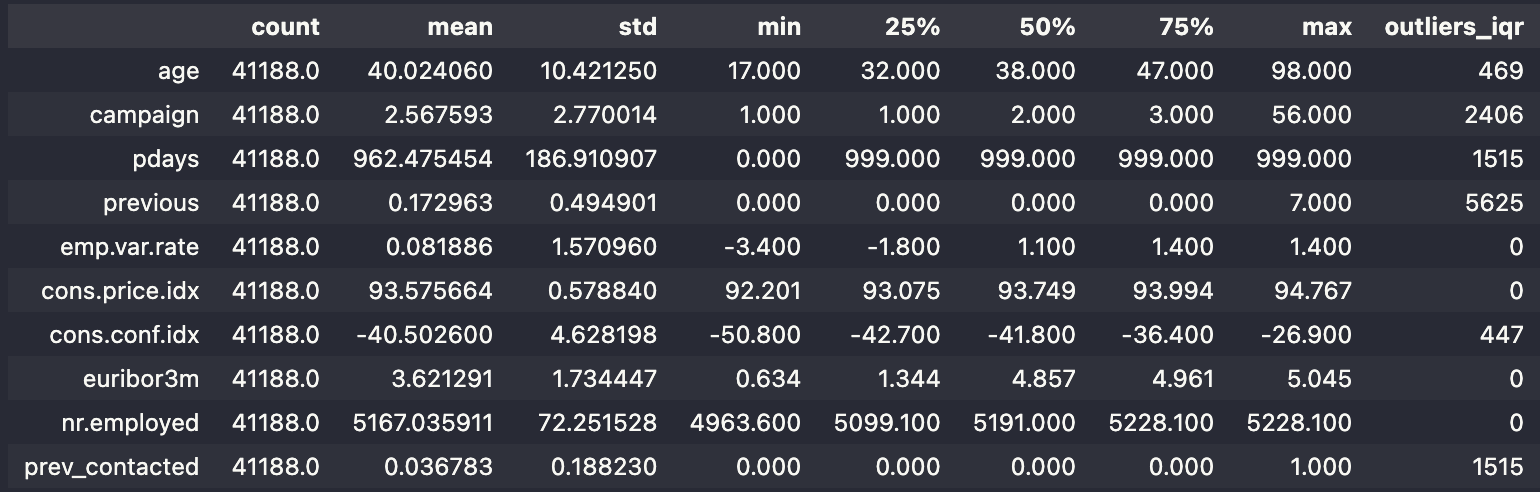 count mean std min 25% 50% 75% max outliers_iqr
age 41188.0 40.024060 10.421250 17.000 32.000 38.000 47.000 98.000 469
campaign 41188.0 2.567593 2.770014 1.000 1.000 2.000 3.000 56.000 2406
pdays 41188.0 962.475454 186.910907 0.000 999.000 999.000 999.000 999.000 1515
previous 41188.0 0.172963 0.494901 0.000 0.000 0.000 0.000 7.000 5625
emp.var.rate 41188.0 0.081886 1.570960 -3.400 -1.800 1.100 1.400 1.400 0
cons.price.idx 41188.0 93.575664 0.578840 92.201 93.075 93.749 93.994 94.767 0
cons.conf.idx 41188.0 -40.502600 4.628198 -50.800 -42.700 -41.800 -36.400 -26.900 447
euribor3m 41188.0 3.621291 1.734447 0.634 1.344 4.857 4.961 5.045 0
nr.employed 41188.0 5167.035911 72.251528 4963.600 5099.100 5191.000 5228.100 5228.100 0
prev_contacted 41188.0 0.036783 0.188230 0.000 0.000 0.000 0.000 1.000 1515